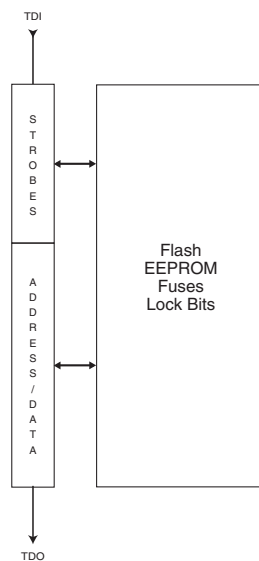 TDI
STROBES
ADDRESS/DATA
Flash
EEPROM
Fuses
Lock Bits
TDO